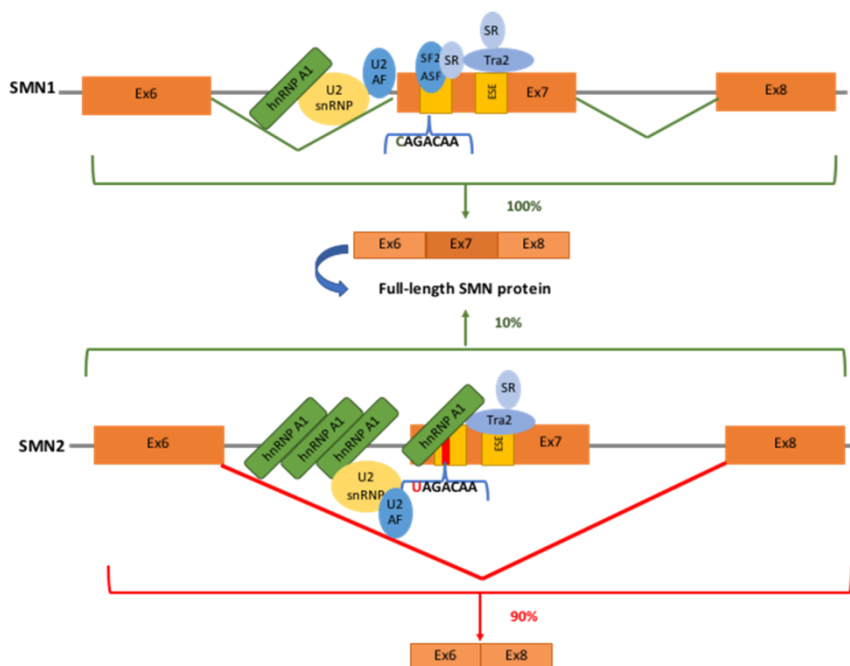 SR
U2
AF
SF2
ASF
SR
Tra2
hnRNP A1
U2
snRNP
SMN1
Ex6
ESE
Ex7
Ex8
CAGACAA
100%
Ex6 Ex7 Ex8
Full-length SMN protein
10%
SR
hnRNP A1
hnRNP A1
hnRNP A1
hnRNP A1
Tra2
SMN2
Ex6
ESE
Ex7
Ex8
U2
snRNP
UAGACAA
U2
AF
90%
Ex6 Ex8